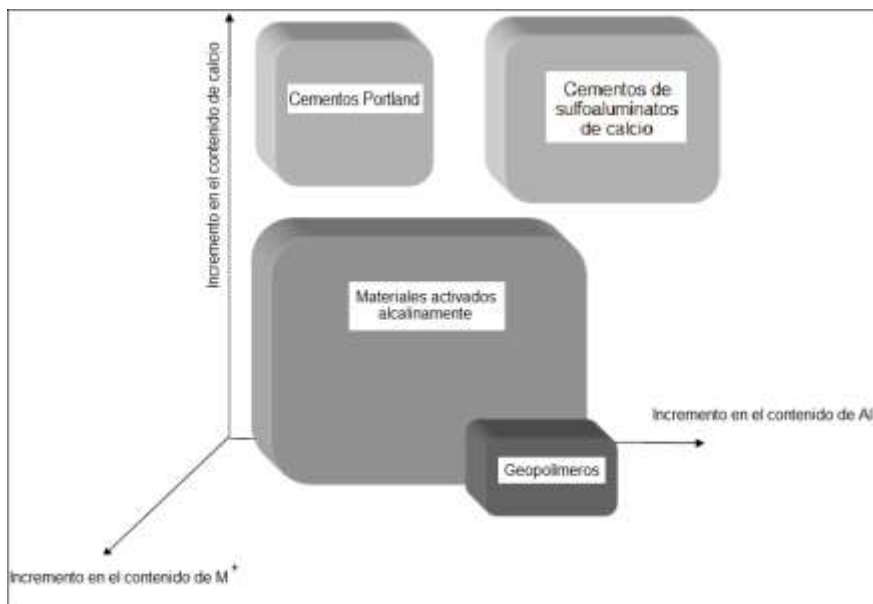 Incremento en el contenido de calcio
Cementos Portland
Cementos de
sulfoaluminatos
de calcio
Materiales activados
alcalinamente
Incremento en el contenido de Al
Geopolímeros
Incremento en el contenido de M⁺